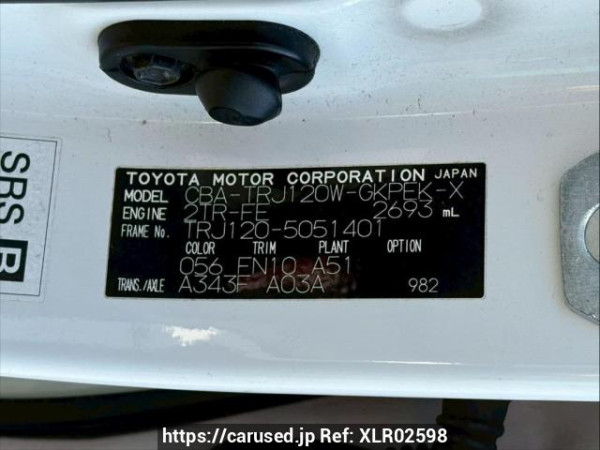 SRS B
TOYOTA MOTOR CORPORATION JAPAN
MODEL CBA-TRJ120W-GKPEK-X
ENGINE 2TR-FE 2693 mL
FRAME No. TRJ120-5051401
COLOR TRIM PLANT OPTION
056 FN10 A51
TRANS./AXLE A343F A03A 982
https://carused.jp Ref: XLR02598